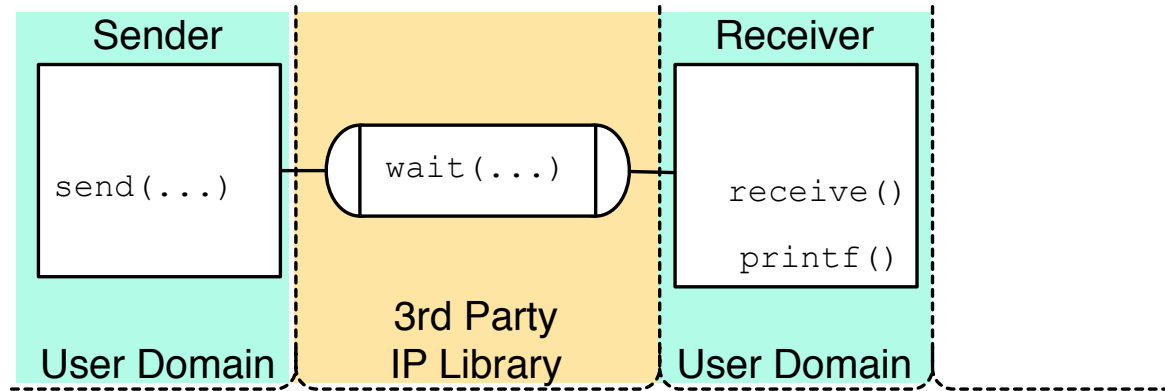 Sender
Receiver
send(...)
wait(...)
receive()
printf()
3rd Party
IP Library
User Domain
User Domain